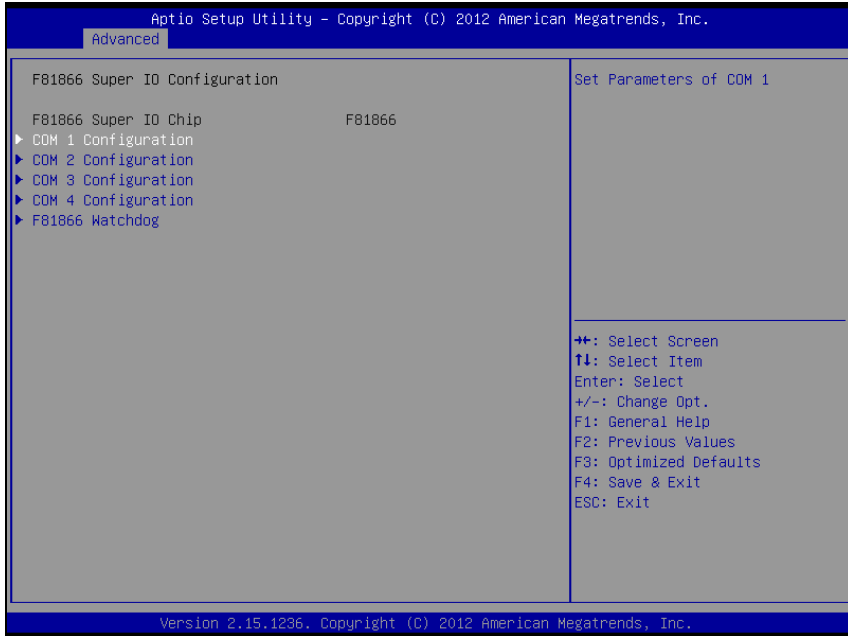 Aptio Setup Utility – Copyright (C) 2012 American Megatrends, Inc.
Advanced
F81866 Super IO Configuration
F81866 Super IO Chip F81866
COM 1 Configuration
COM 2 Configuration
COM 3 Configuration
COM 4 Configuration
F81866 Watchdog
Set Parameters of COM 1
→←: Select Screen
↑↓: Select Item
Enter: Select
+/-: Change Opt.
F1: General Help
F2: Previous Values
F3: Optimized Defaults
F4: Save & Exit
ESC: Exit
Version 2.15.1236. Copyright (C) 2012 American Megatrends, Inc.